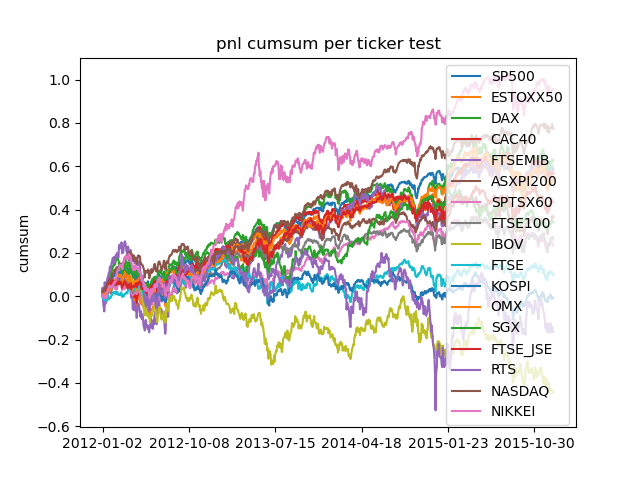 pnl cumsum per ticker test
cumsum
1.0
0.8
0.6
0.4
0.2
0.0
−0.2
−0.4
−0.6
2012-01-02 2012-10-08 2013-07-15 2014-04-18 2015-01-23 2015-10-30
SP500
ESTOXX50
DAX
CAC40
FTSEMIB
ASXPI200
SPTSX60
FTSE100
IBOV
FTSE
KOSPI
OMX
SGX
FTSE_JSE
RTS
NASDAQ
NIKKEI